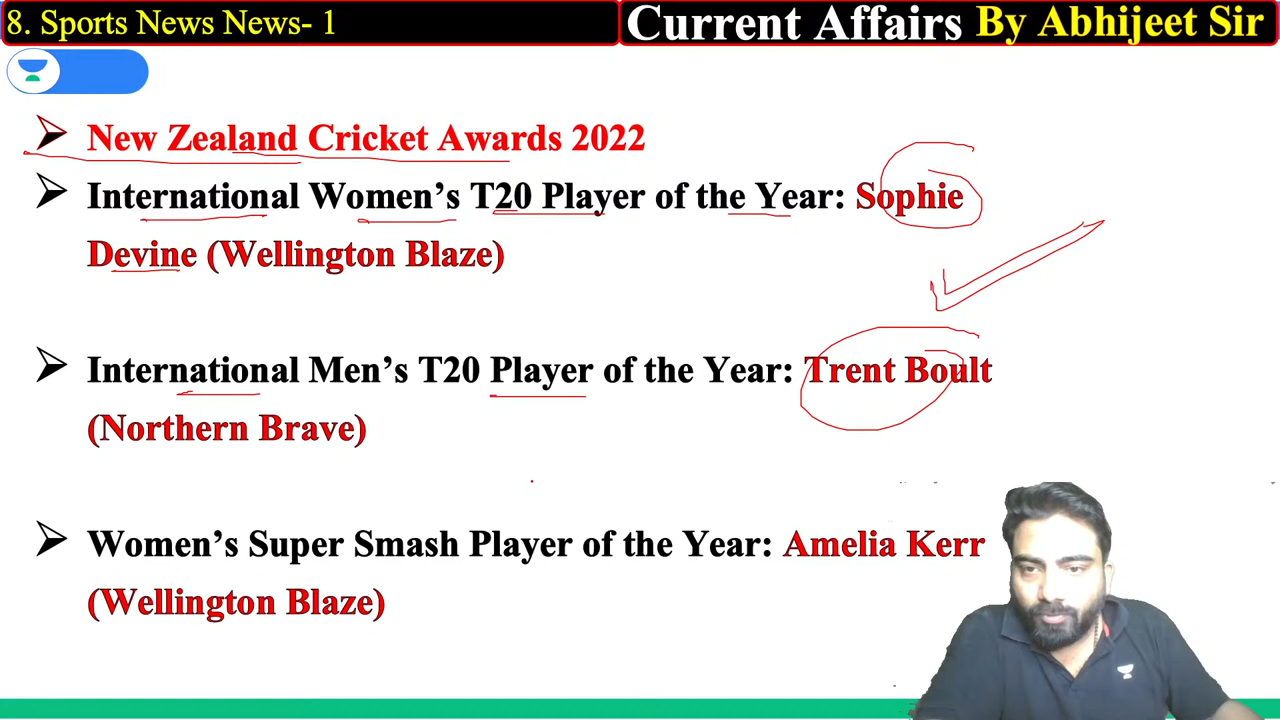 8. Sports News News- 1
Current Affairs By Abhijeet Sir
New Zealand Cricket Awards 2022
International Women's T20 Player of the Year: Sophie
Devine (Wellington Blaze)
International Men's T20 Player of the Year: Trent Boult
(Northern Brave)
Women's Super Smash Player of the Year: Amelia Kerr
(Wellington Blaze)